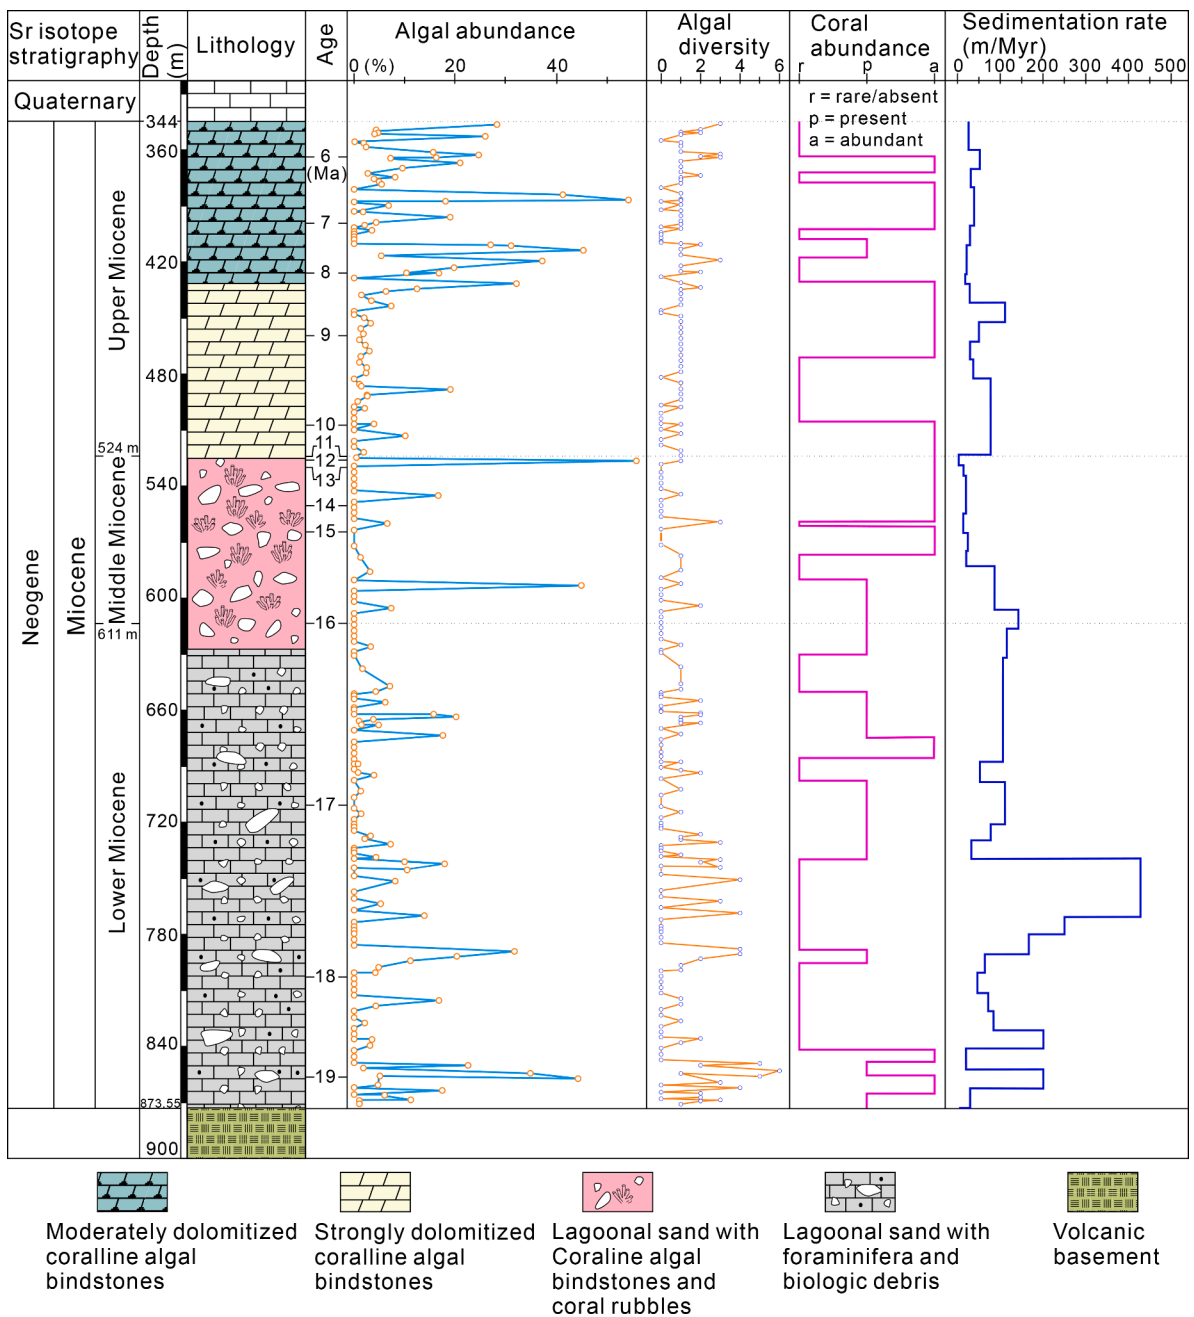 Sr isotope
stratigraphy
Depth
(m)
Lithology
Age
Algal abundance
0 (%) 20 40
Algal
diversity
0 2 4 6
Coral
abundance
r p a
Sedimentation rate
(m/Myr)
0 100 200 300 400 500
r = rare/absent
p = present
a = abundant
Quaternary
Neogene
Miocene
Upper Miocene
Middle Miocene
Lower Miocene
524 m
611 m
344
360
420
480
540
600
660
720
780
840
873.55
900
6
(Ma)
7
8
9
10
11
12
13
14
15
16
17
18
19
Moderately dolomitized
coralline algal
bindstones
Strongly dolomitized
coralline algal
bindstones
Lagoonal sand with
Coraline algal
bindstones and
coral rubbles
Lagoonal sand with
foraminifera and
biologic debris
Volcanic
basement